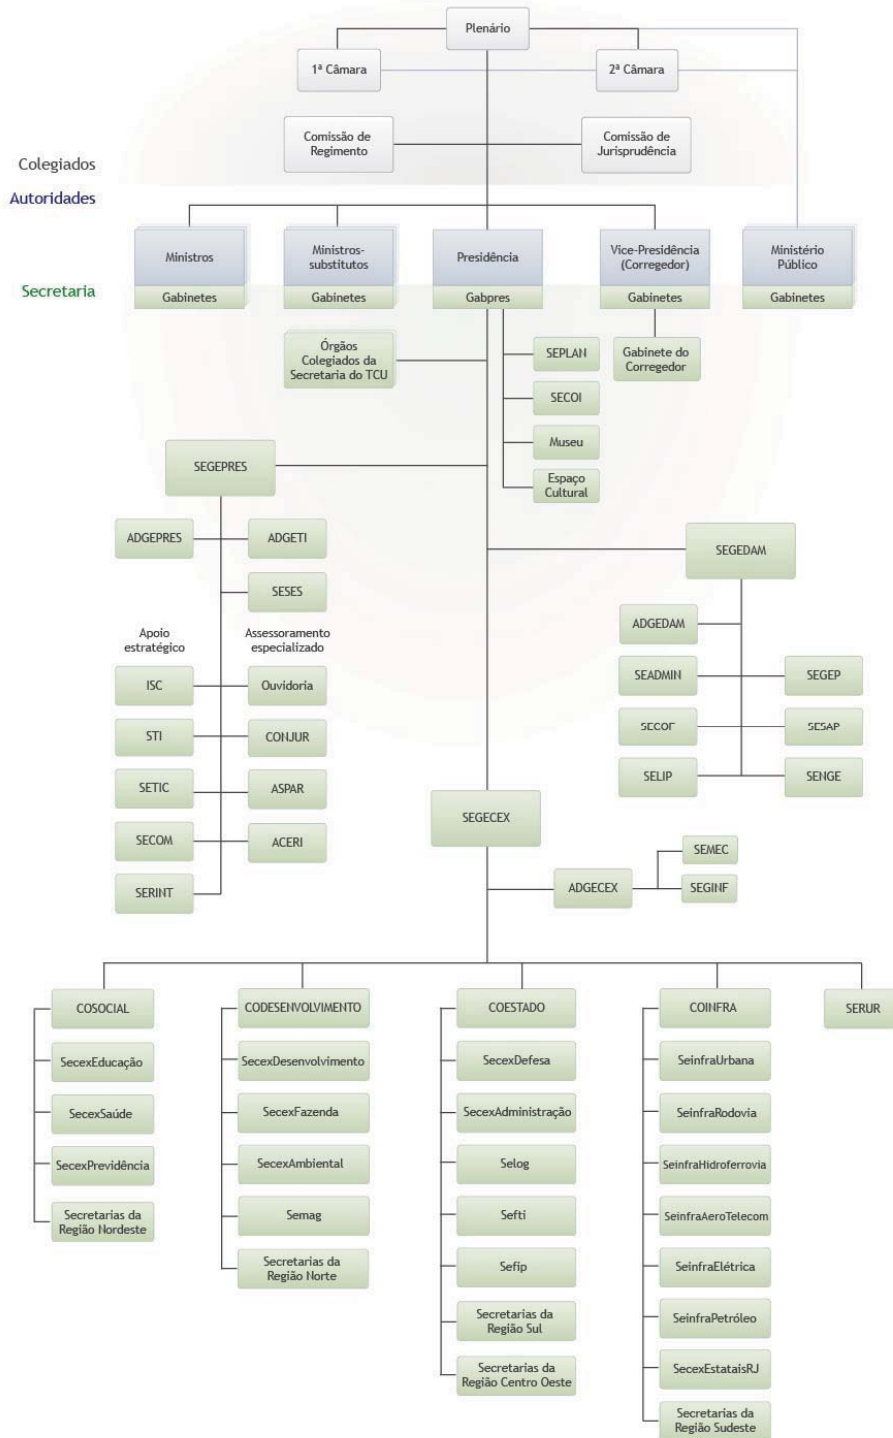 Plenário
1ª Câmara
2ª Câmara
Comissão de
Regimento
Comissão de
Jurisprudência
Colegiados
Autoridades
Ministros
Ministros-
substitutos
Presidência
Vice-Presidência
(Corregedor)
Ministério
Público
Secretaria
Gabinetes
Gabinetes
Gabpres
Gabinetes
Gabinetes
Órgãos
Colegiados da
Secretaria do TCU
SEPLAN
Gabinete do
Corregedor
SECOI
Museu
Espaço
Cultural
SEGEPRES
ADGEPRES
ADGETI
SEGEDAM
SESES
Apoio
estratégico
Assessoramento
especializado
ADGEDAM
ISC
Ouvidoria
SEADMIN
SEGEP
STI
CONJUR
SECOF
SESAP
SETIC
ASPAR
SELIP
SENGE
SECOM
ACERI
SEGECEX
SERINT
ADGECEX
SEMEC
SEGINF
COSOCIAL
SecexEducação
SecexSaúde
SecexPrevidência
Secretarias da
Região Nordeste
CODESENVOLVIMENTO
SecexDesenvolvimento
SecexFazenda
SecexAmbiental
Semag
Secretarias da
Região Norte
COESTADO
SecexDefesa
SecexAdministração
Selog
Sefti
Sefip
Secretarias da
Região Sul
Secretarias da
Região Centro Oeste
COINFRA
SeinfraUrbana
SeinfraRodovia
SeinfraHidroferrovia
SeinfraAeroTelecom
SeinfraElétrica
SeinfraPetróleo
SecexEstataisRJ
Secretarias da
Região Sudeste
SERUR